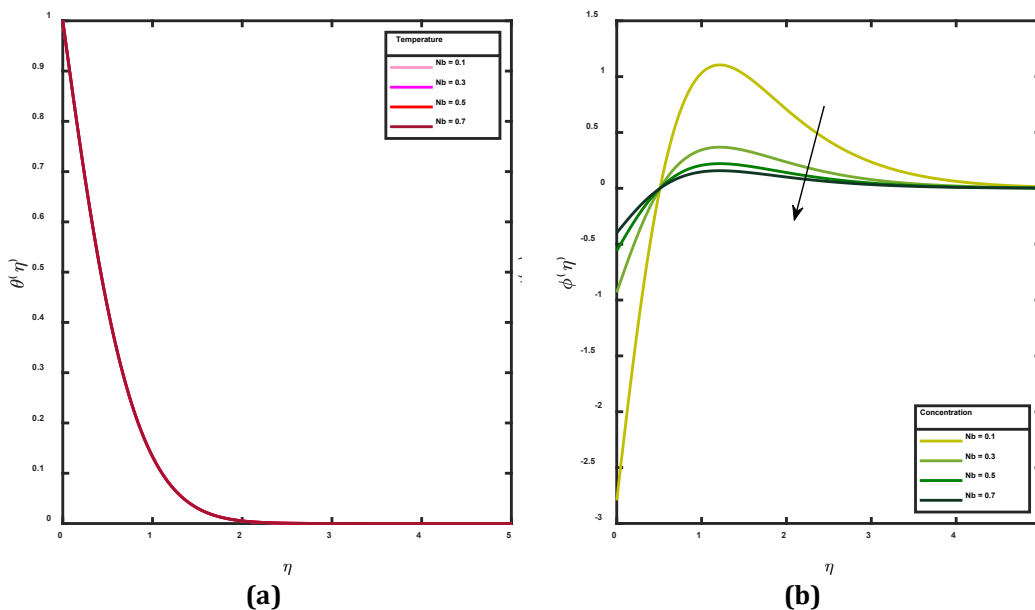 1
0.9
0.8
0.7
0.6
0.5
0.4
0.3
0.2
0.1
0
θ(η)
0 1 2 3 4 5
η
Temperature
Nb = 0.1
Nb = 0.3
Nb = 0.5
Nb = 0.7
(a)
1.5
1
0.5
0
-0.5
-1
-1.5
-2
-2.5
-3
ϕ(η)
0 1 2 3 4
η
Concentration
Nb = 0.1
Nb = 0.3
Nb = 0.5
Nb = 0.7
(b)